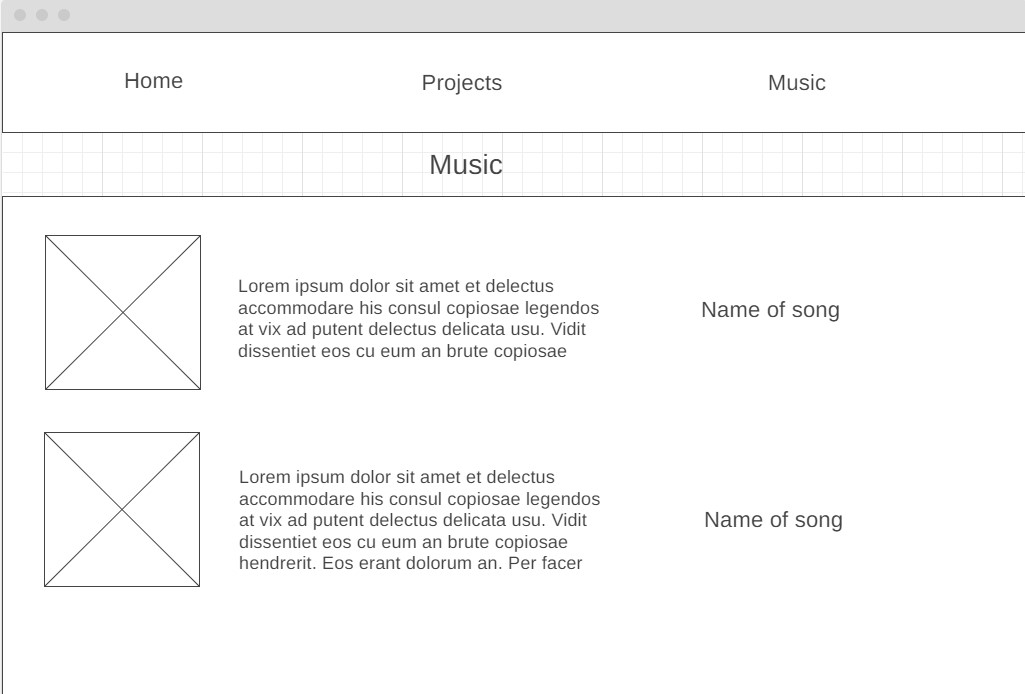 Home
Projects
Music
Music
Lorem ipsum dolor sit amet et delectus
accommodare his consul copiosae legendos
at vix ad putent delectus delicata usu. Vidit
dissentiet eos cu eum an brute copiosae
Name of song
Lorem ipsum dolor sit amet et delectus
accommodare his consul copiosae legendos
at vix ad putent delectus delicata usu. Vidit
dissentiet eos cu eum an brute copiosae
hendrerit. Eos erant dolorum an. Per facer
Name of song